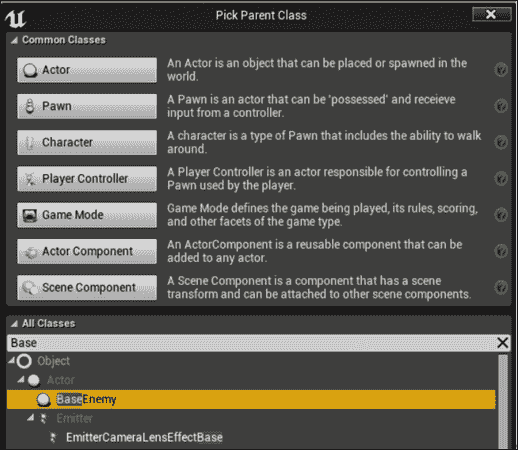 Pick Parent Class
Common Classes
Actor
An Actor is an object that can be placed or spawned in the
world.
Pawn
A Pawn is an actor that can be 'possessed' and receieve
input from a controller.
Character
A character is a type of Pawn that includes the ability to walk
around.
Player Controller
A Player Controller is an actor responsible for controlling a
Pawn used by the player.
Game Mode
Game Mode defines the game being played, its rules, scoring,
and other facets of the game type.
Actor Component
An ActorComponent is a reusable component that can be
added to any actor.
Scene Component
A Scene Component is a component that has a scene
transform and can be attached to other scene components.
All Classes
Base
Object
Actor
BaseEnemy
Emitter
EmitterCameraLensEffectBase